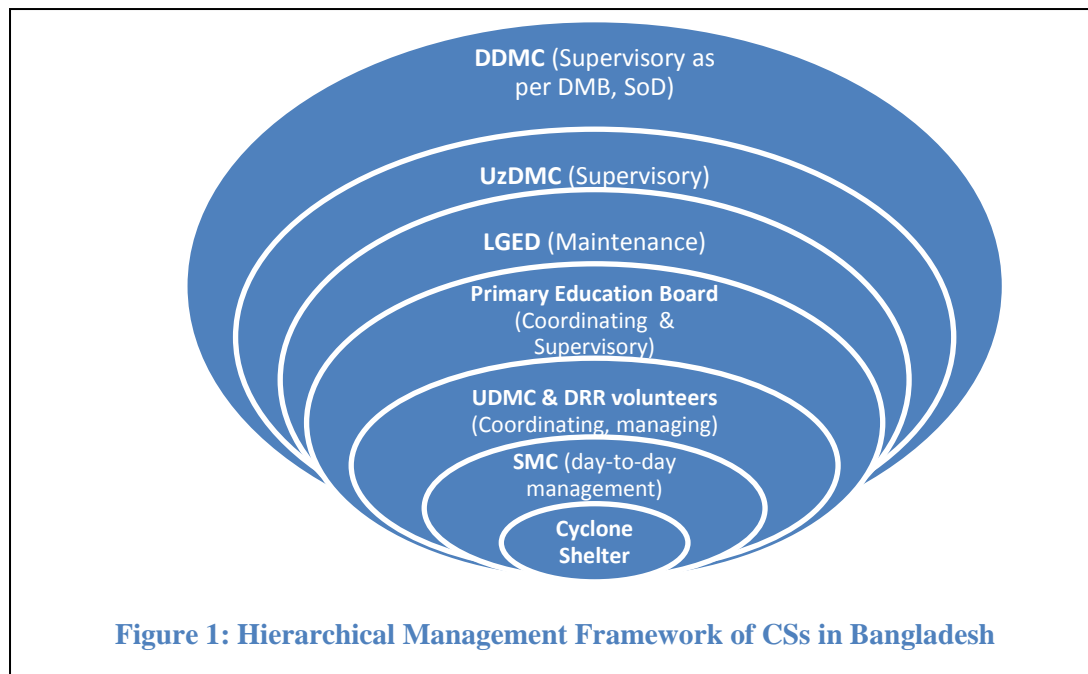 DDMC (Supervisory as
per DMB, SoD)
UzDMC (Supervisory)
LGED (Maintenance)
Primary Education Board
(Coordinating &
Supervisory)
UDMC & DRR volunteers
(Coordinating, managing)
SMC (day-to-day
management)
Cyclone
Shelter
Figure 1: Hierarchical Management Framework of CSs in Bangladesh